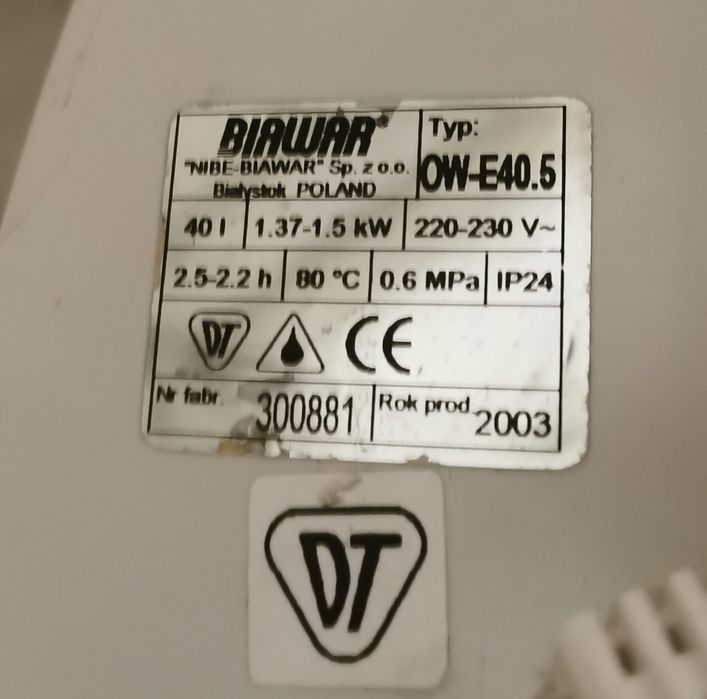 BIAWAR®
"NIBE-BIAWAR" Sp. z o.o.
Białystok POLAND
Typ:
OW-E40.5
40 l 1.37-1.5 kW 220-230 V~
2.5-2.2 h 80 °C 0.6 MPa IP24
DT CE
Nr fabr. 300881 Rok prod. 2003
DT